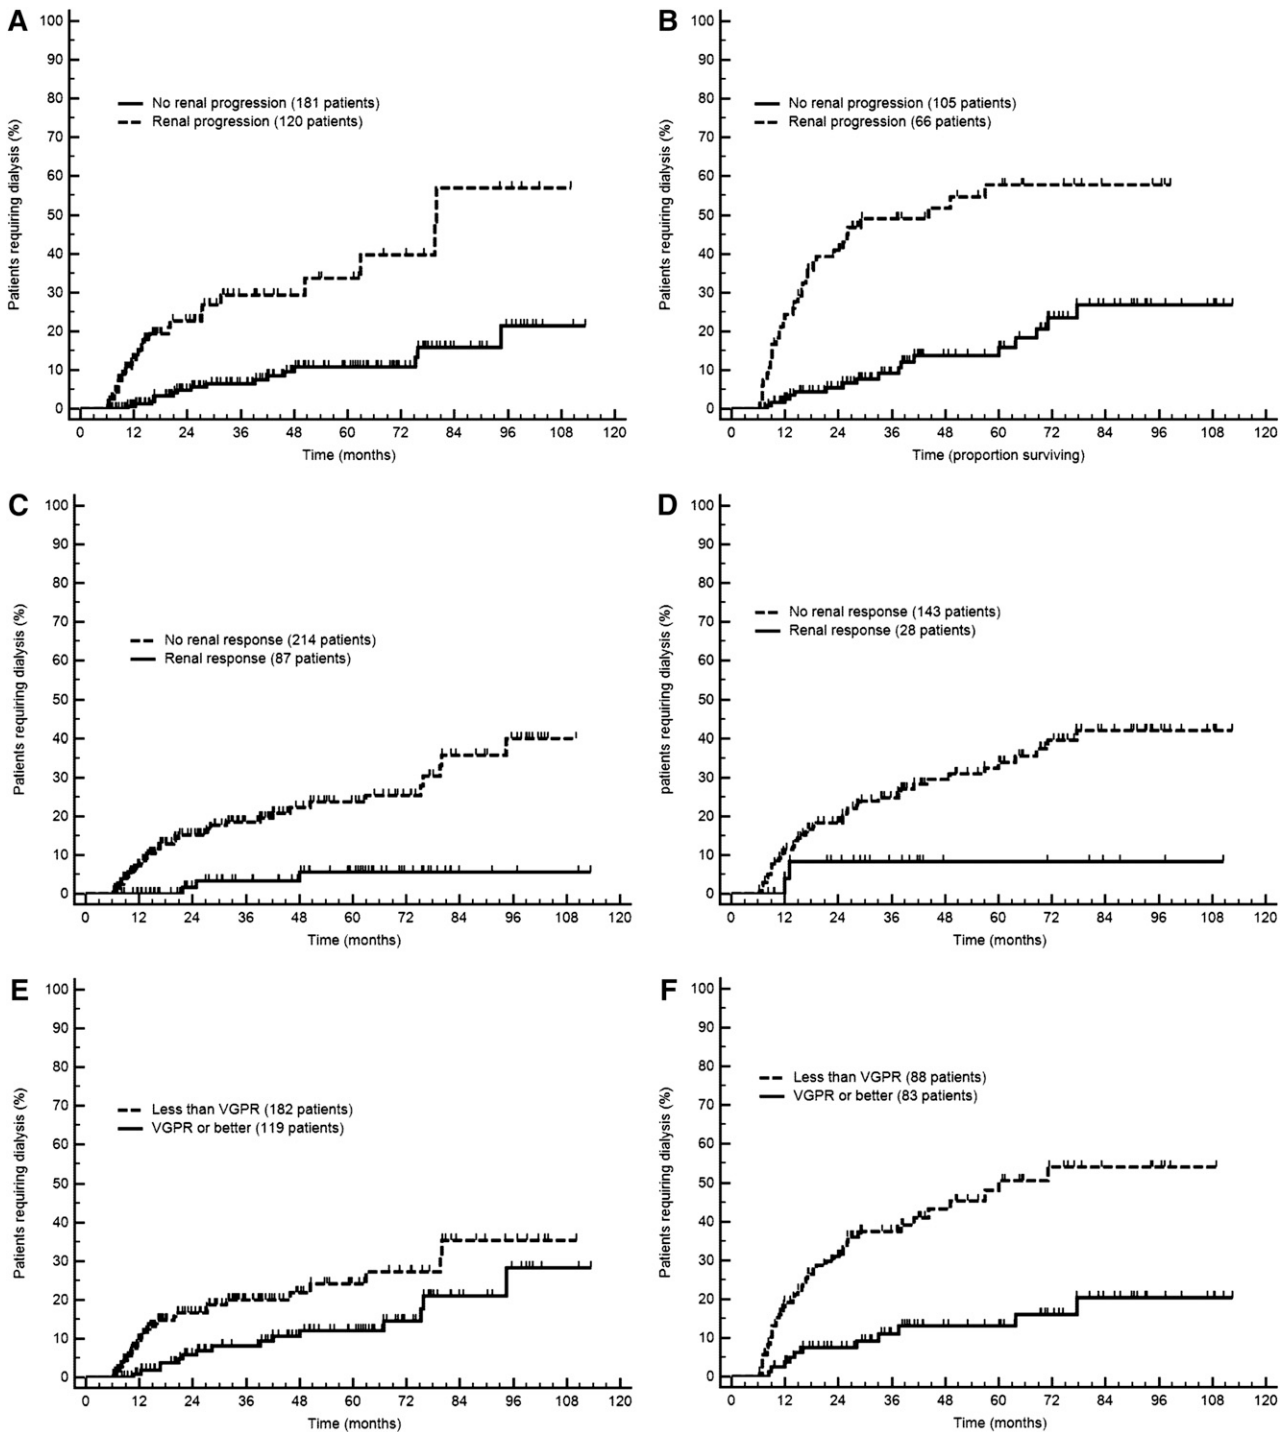 A
Patients requiring dialysis (%)
100
90
80
70
60
50
40
30
20
10
0
No renal progression (181 patients)
Renal progression (120 patients)
0 12 24 36 48 60 72 84 96 108 120
Time (months)
B
Patients requiring dialysis (%)
100
90
80
70
60
50
40
30
20
10
0
No renal progression (105 patients)
Renal progression (66 patients)
0 12 24 36 48 60 72 84 96 108 120
Time (proportion surviving)
C
Patients requiring dialysis (%)
100
90
80
70
60
50
40
30
20
10
0
No renal response (214 patients)
Renal response (87 patients)
0 12 24 36 48 60 72 84 96 108 120
Time (months)
D
patients requiring dialysis (%)
100
90
80
70
60
50
40
30
20
10
0
No renal response (143 patients)
Renal response (28 patients)
0 12 24 36 48 60 72 84 96 108 120
Time (months)
E
Patients requiring dialysis (%)
100
90
80
70
60
50
40
30
20
10
0
Less than VGPR (182 patients)
VGPR or better (119 patients)
0 12 24 36 48 60 72 84 96 108 120
Time (months)
F
Patients requiring dialysis (%)
100
90
80
70
60
50
40
30
20
10
0
Less than VGPR (88 patients)
VGPR or better (83 patients)
0 12 24 36 48 60 72 84 96 108 120
Time (months)